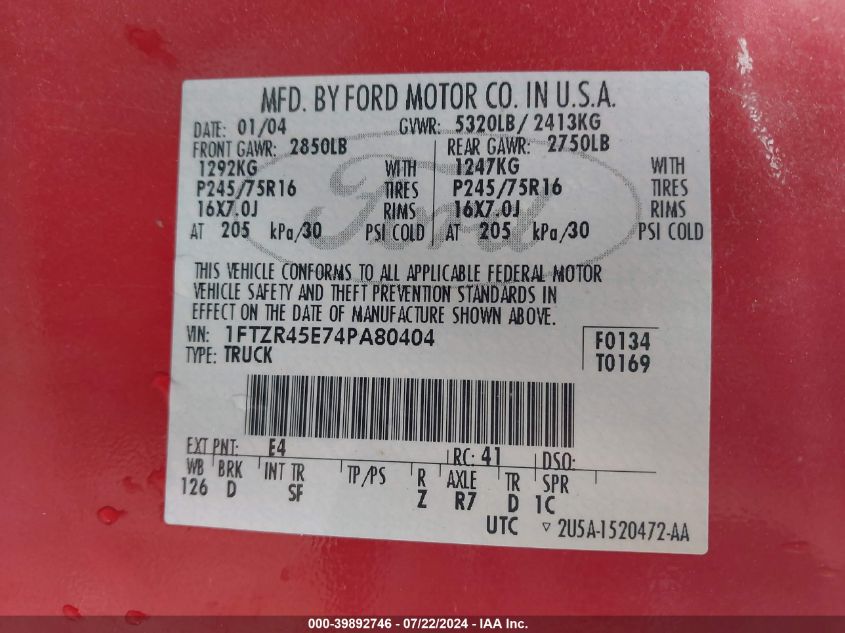 MFD. BY FORD MOTOR CO. IN U.S.A.
DATE: 01/04 GVWR: 5320LB/ 2413KG
FRONT GAWR: 2850LB REAR GAWR: 2750LB
1292KG WITH 1247KG WITH
P245/75R16 TIRES P245/75R16 TIRES
16X7.0J RIMS 16X7.0J RIMS
AT 205 kPa/30 PSI COLD AT 205 kPa/30 PSI COLD
Ford
THIS VEHICLE CONFORMS TO ALL APPLICABLE FEDERAL MOTOR
VEHICLE SAFETY AND THEFT PREVENTION STANDARDS IN
EFFECT ON THE DATE OF MANUFACTURE SHOWN ABOVE.
VIN: 1FTZR45E74PA80404 F0134
TYPE: TRUCK T0169
EXT PNT: E4 RC: 41 DSO:
WB BRK INT TR TP/PS R AXLE TR SPR
126 D SF Z R7 D 1C
UTC ▽ 2U5A-1520472-AA
000-39892746 - 07/22/2024 - IAA Inc.